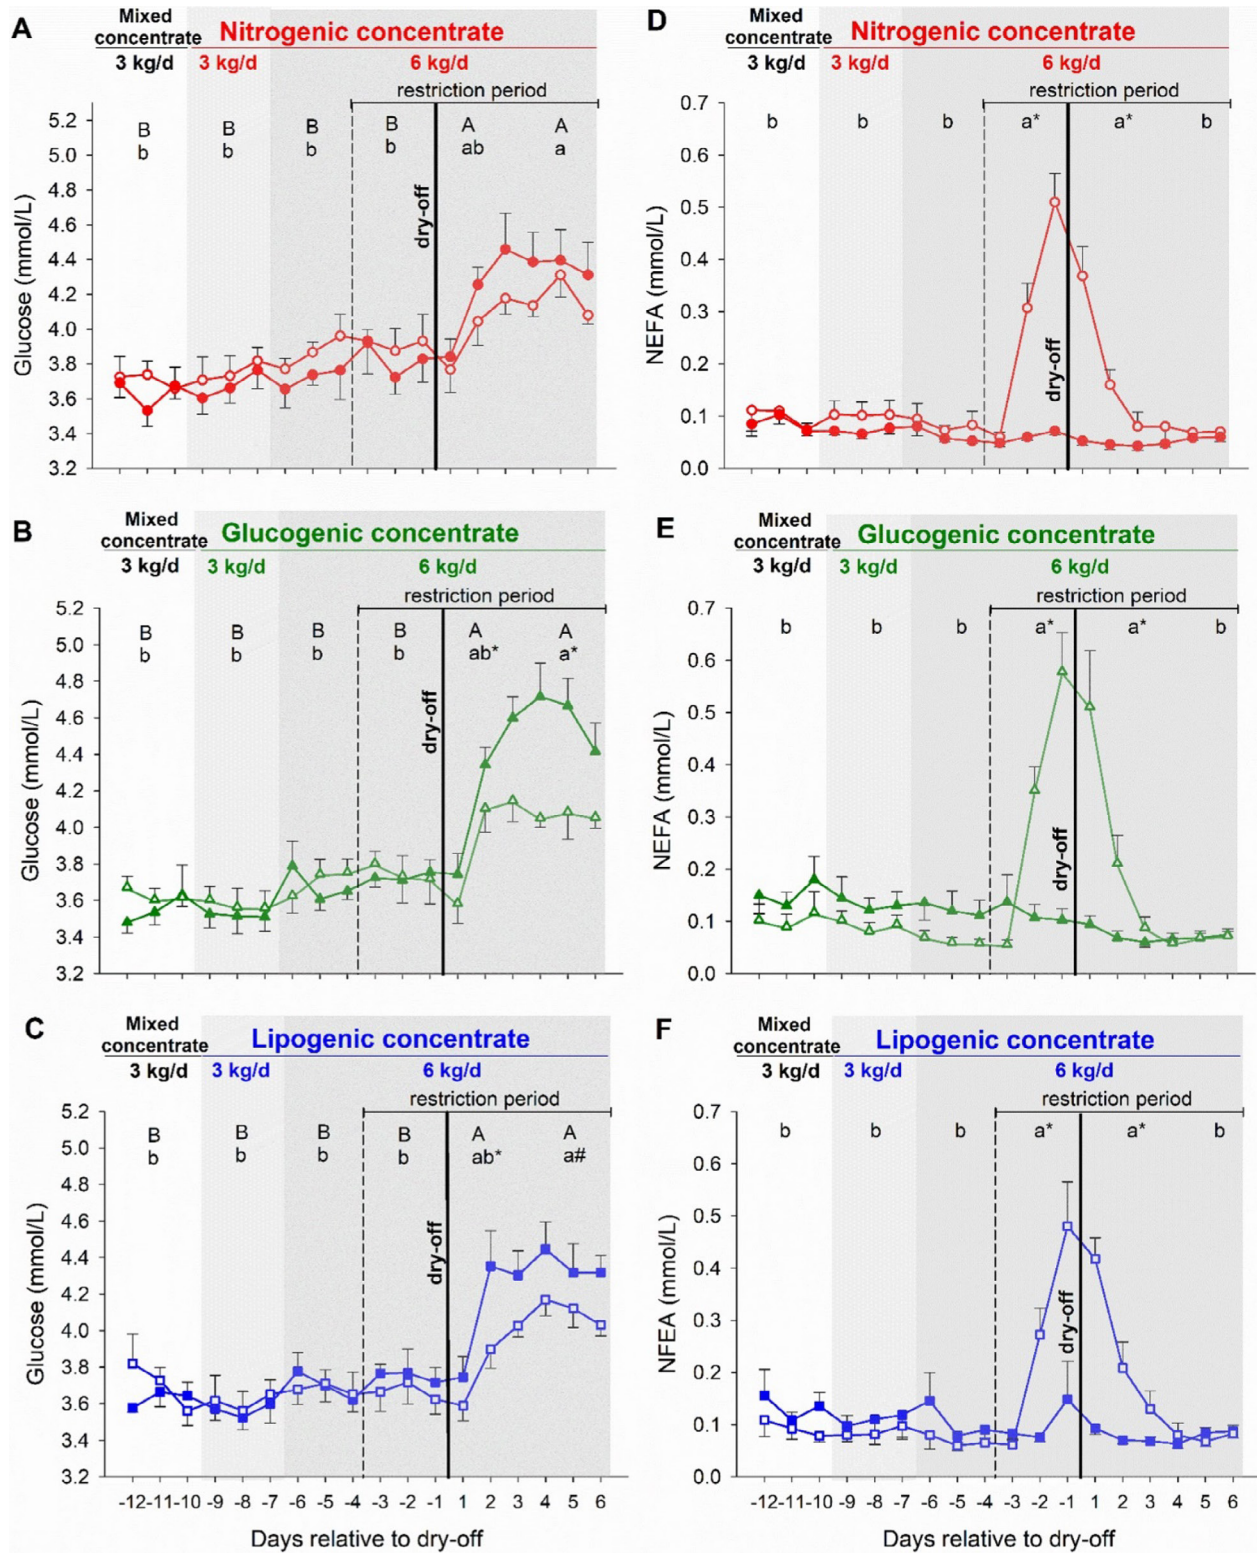 A
Mixed
concentrate
Nitrogenic concentrate
3 kg/d 3 kg/d 6 kg/d
restriction period
5.2
5.0
4.8
4.6
4.4
4.2
4.0
3.8
3.6
3.4
3.2
Glucose (mmol/L)
B B B B A A
b b b b ab a
dry-off
D
Mixed
concentrate
Nitrogenic concentrate
3 kg/d 3 kg/d 6 kg/d
restriction period
0.7
0.6
0.5
0.4
0.3
0.2
0.1
0.0
NEFA (mmol/L)
b b b a* a* b
dry-off
B
Mixed
concentrate
Glucogenic concentrate
3 kg/d 3 kg/d 6 kg/d
restriction period
5.2
5.0
4.8
4.6
4.4
4.2
4.0
3.8
3.6
3.4
3.2
Glucose (mmol/L)
B B B B A A
b b b b ab* a*
dry-off
E
Mixed
concentrate
Glucogenic concentrate
3 kg/d 3 kg/d 6 kg/d
restriction period
0.7
0.6
0.5
0.4
0.3
0.2
0.1
0.0
NEFA (mmol/L)
b b b a* a* b
dry-off
C
Mixed
concentrate
Lipogenic concentrate
3 kg/d 3 kg/d 6 kg/d
restriction period
5.2
5.0
4.8
4.6
4.4
4.2
4.0
3.8
3.6
3.4
3.2
Glucose (mmol/L)
B B B B A A
b b b b ab* a#
dry-off
-12 -11 -10 -9 -8 -7 -6 -5 -4 -3 -2 -1 1 2 3 4 5 6
Days relative to dry-off
F
Mixed
concentrate
Lipogenic concentrate
3 kg/d 3 kg/d 6 kg/d
restriction period
0.7
0.6
0.5
0.4
0.3
0.2
0.1
0.0
NFEA (mmol/L)
b b b a* a* b
dry-off
-12 -11 -10 -9 -8 -7 -6 -5 -4 -3 -2 -1 1 2 3 4 5 6
Days relative to dry-off